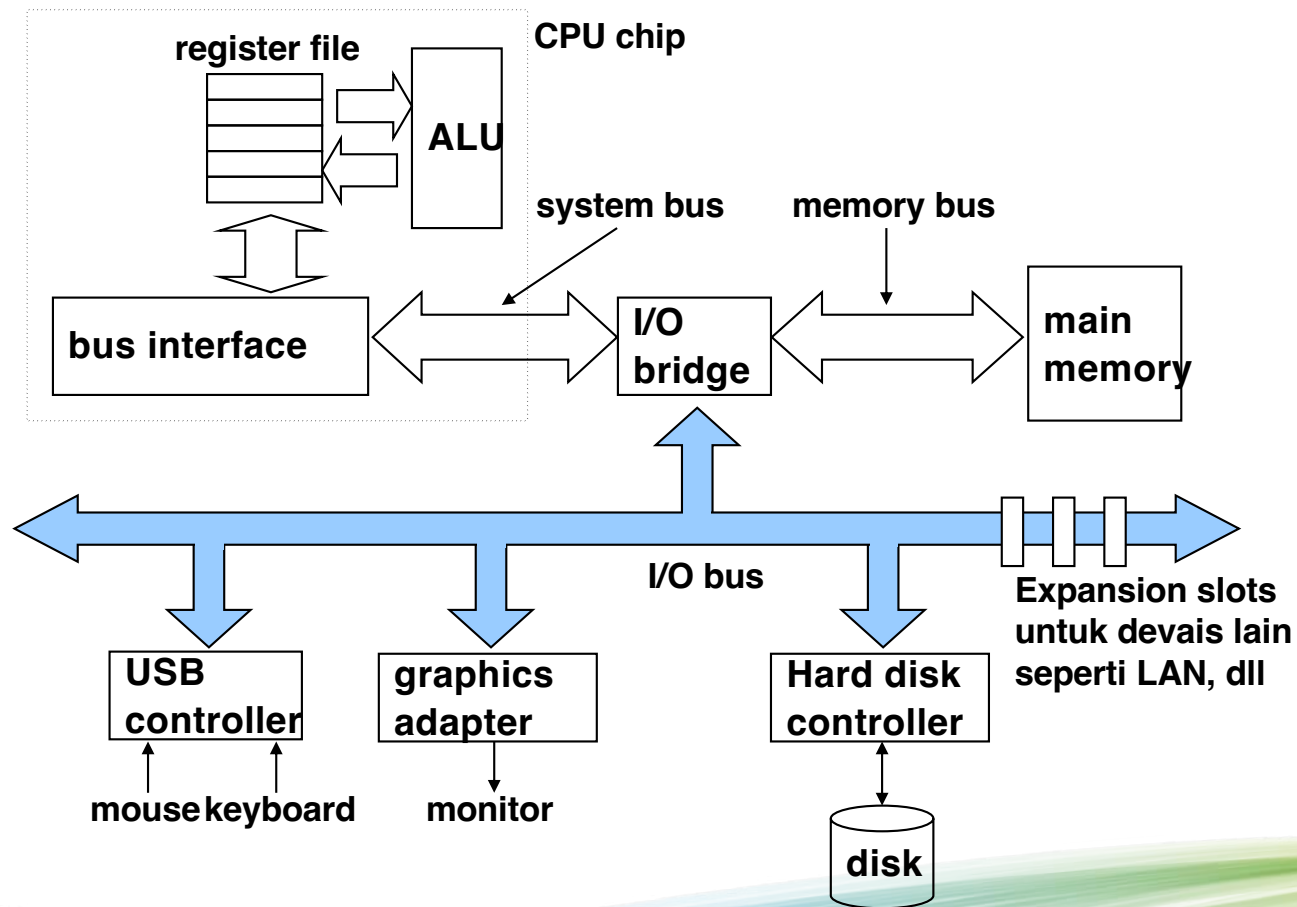 CPU chip
register file
ALU
system bus
memory bus
bus interface
I/O
bridge
main
memory
I/O bus
Expansion slots
untuk devais lain
seperti LAN, dll
USB
controller
graphics
adapter
Hard disk
controller
mouse
keyboard
monitor
disk